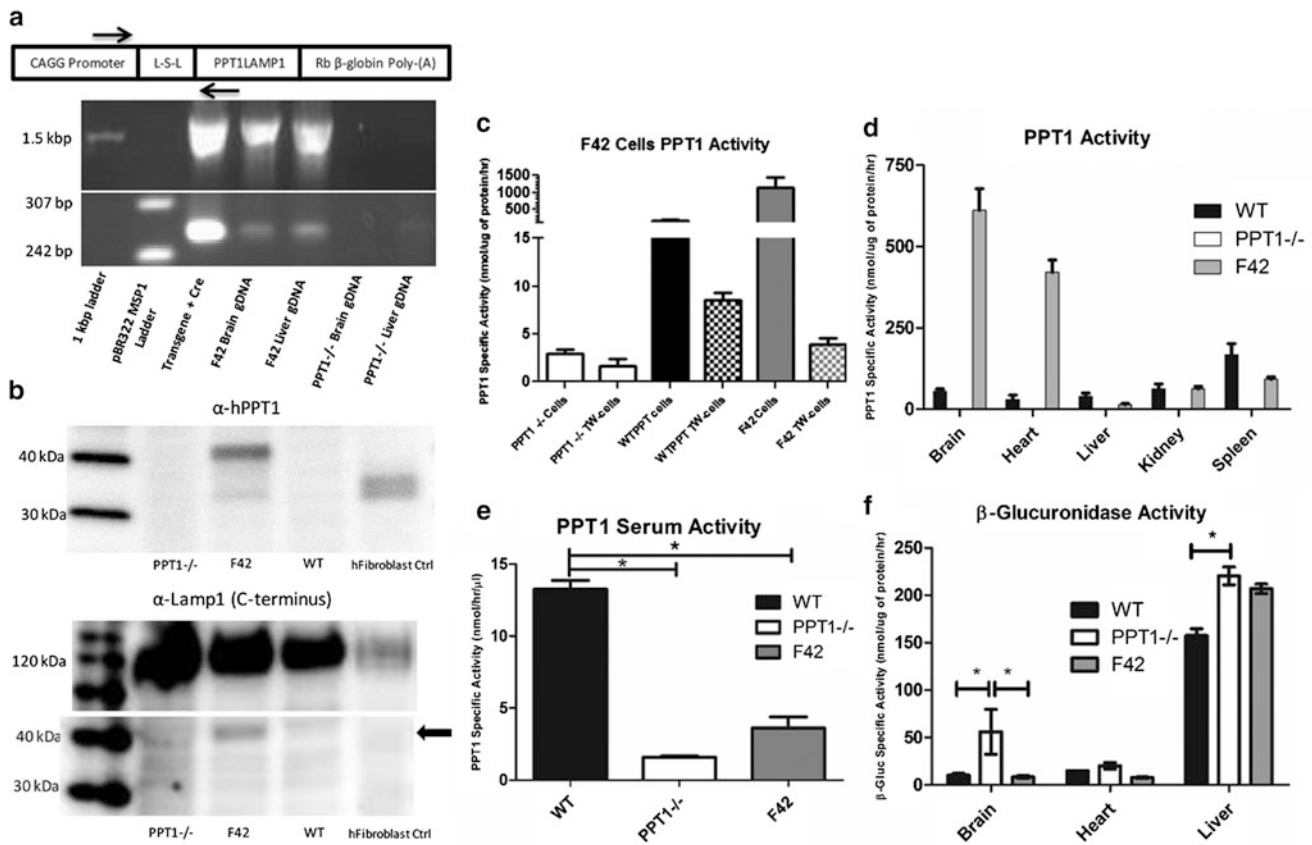 a
CAGG Promoter L-S-L PPT1LAMP1 Rb β-globin Poly-(A)
1.5 kbp
307 bp
242 bp
1 kbp ladder
pBR322 MSP1
Ladder
Transgene + Cre
F42 Brain gDNA
F42 Liver gDNA
PPT1-/- Brain gDNA
PPT1-/- Liver gDNA
b
α-hPPT1
40 kDa
30 kDa
PPT1-/- F42 WT hFibroblast Ctrl
α-Lamp1 (C-terminus)
120 kDa
40 kDa
30 kDa
PPT1-/- F42 WT hFibroblast Ctrl
c
F42 Cells PPT1 Activity
PPT1 Specific Activity (nmol/ug of protein/hr)
1500
1000
500
15
10
5
0
PPT1 -/- Cells
PPT1 -/- TW-cells
WTPPT cells
WTPPT TW-cells
F42 Cells
F42 TW-cells
d
PPT1 Activity
PPT1 Specific Activity (nmol/ug of protein/hr)
750
500
250
0
WT
PPT1-/-
F42
Brain
Heart
Liver
Kidney
Spleen
e
PPT1 Serum Activity
PPT1 Specific Activity (nmol/hr/µl)
15
10
5
0
*
*
WT
PPT1-/-
F42
WT
PPT1-/-
F42
f
β-Glucuronidase Activity
β-Gluc Specific Activity (nmol/ug of protein/hr)
250
200
150
100
50
0
*
*
*
WT
PPT1-/-
F42
Brain
Heart
Liver